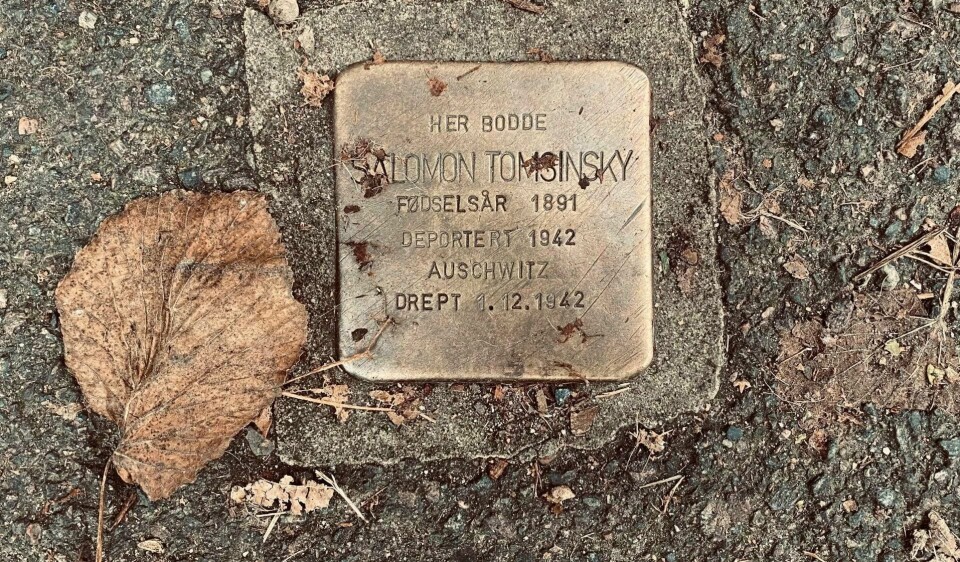 HER BODDE
SALOMON TOMSINSKY
FØDSELSÅR 1891
DEPORTERT 1942
AUSCHWITZ
DREPT 1.12.1942